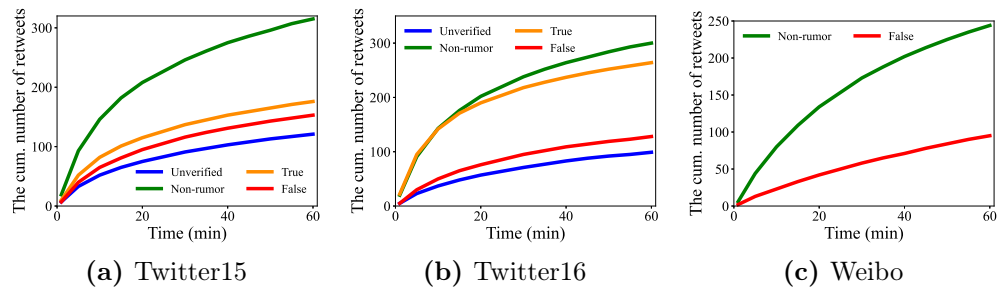 The cum. number of retweets
300
200
100
0
Unverified True
Non-rumor False
1 20 40 60
Time (min)
(a) Twitter15
The cum. number of retweets
300
200
100
0
Unverified True
Non-rumor False
1 20 40 60
Time (min)
(b) Twitter16
The cum. number of retweets
250
200
150
100
50
0
Non-rumor False
1 20 40 60
Time (min)
(c) Weibo